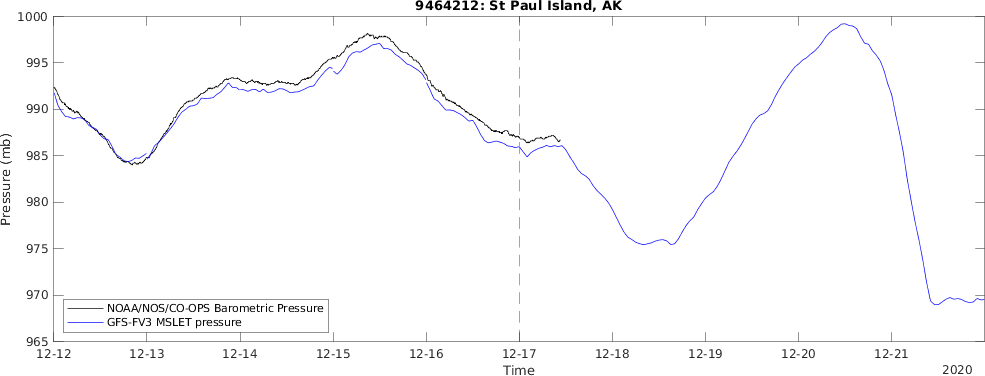 9464212: St Paul Island, AK
Pressure (mb)
1000
995
990
985
980
975
970
965
NOAA/NOS/CO-OPS Barometric Pressure
GFS-FV3 MSLET pressure
12-12 12-13 12-14 12-15 12-16 12-17 12-18 12-19 12-20 12-21
Time
2020